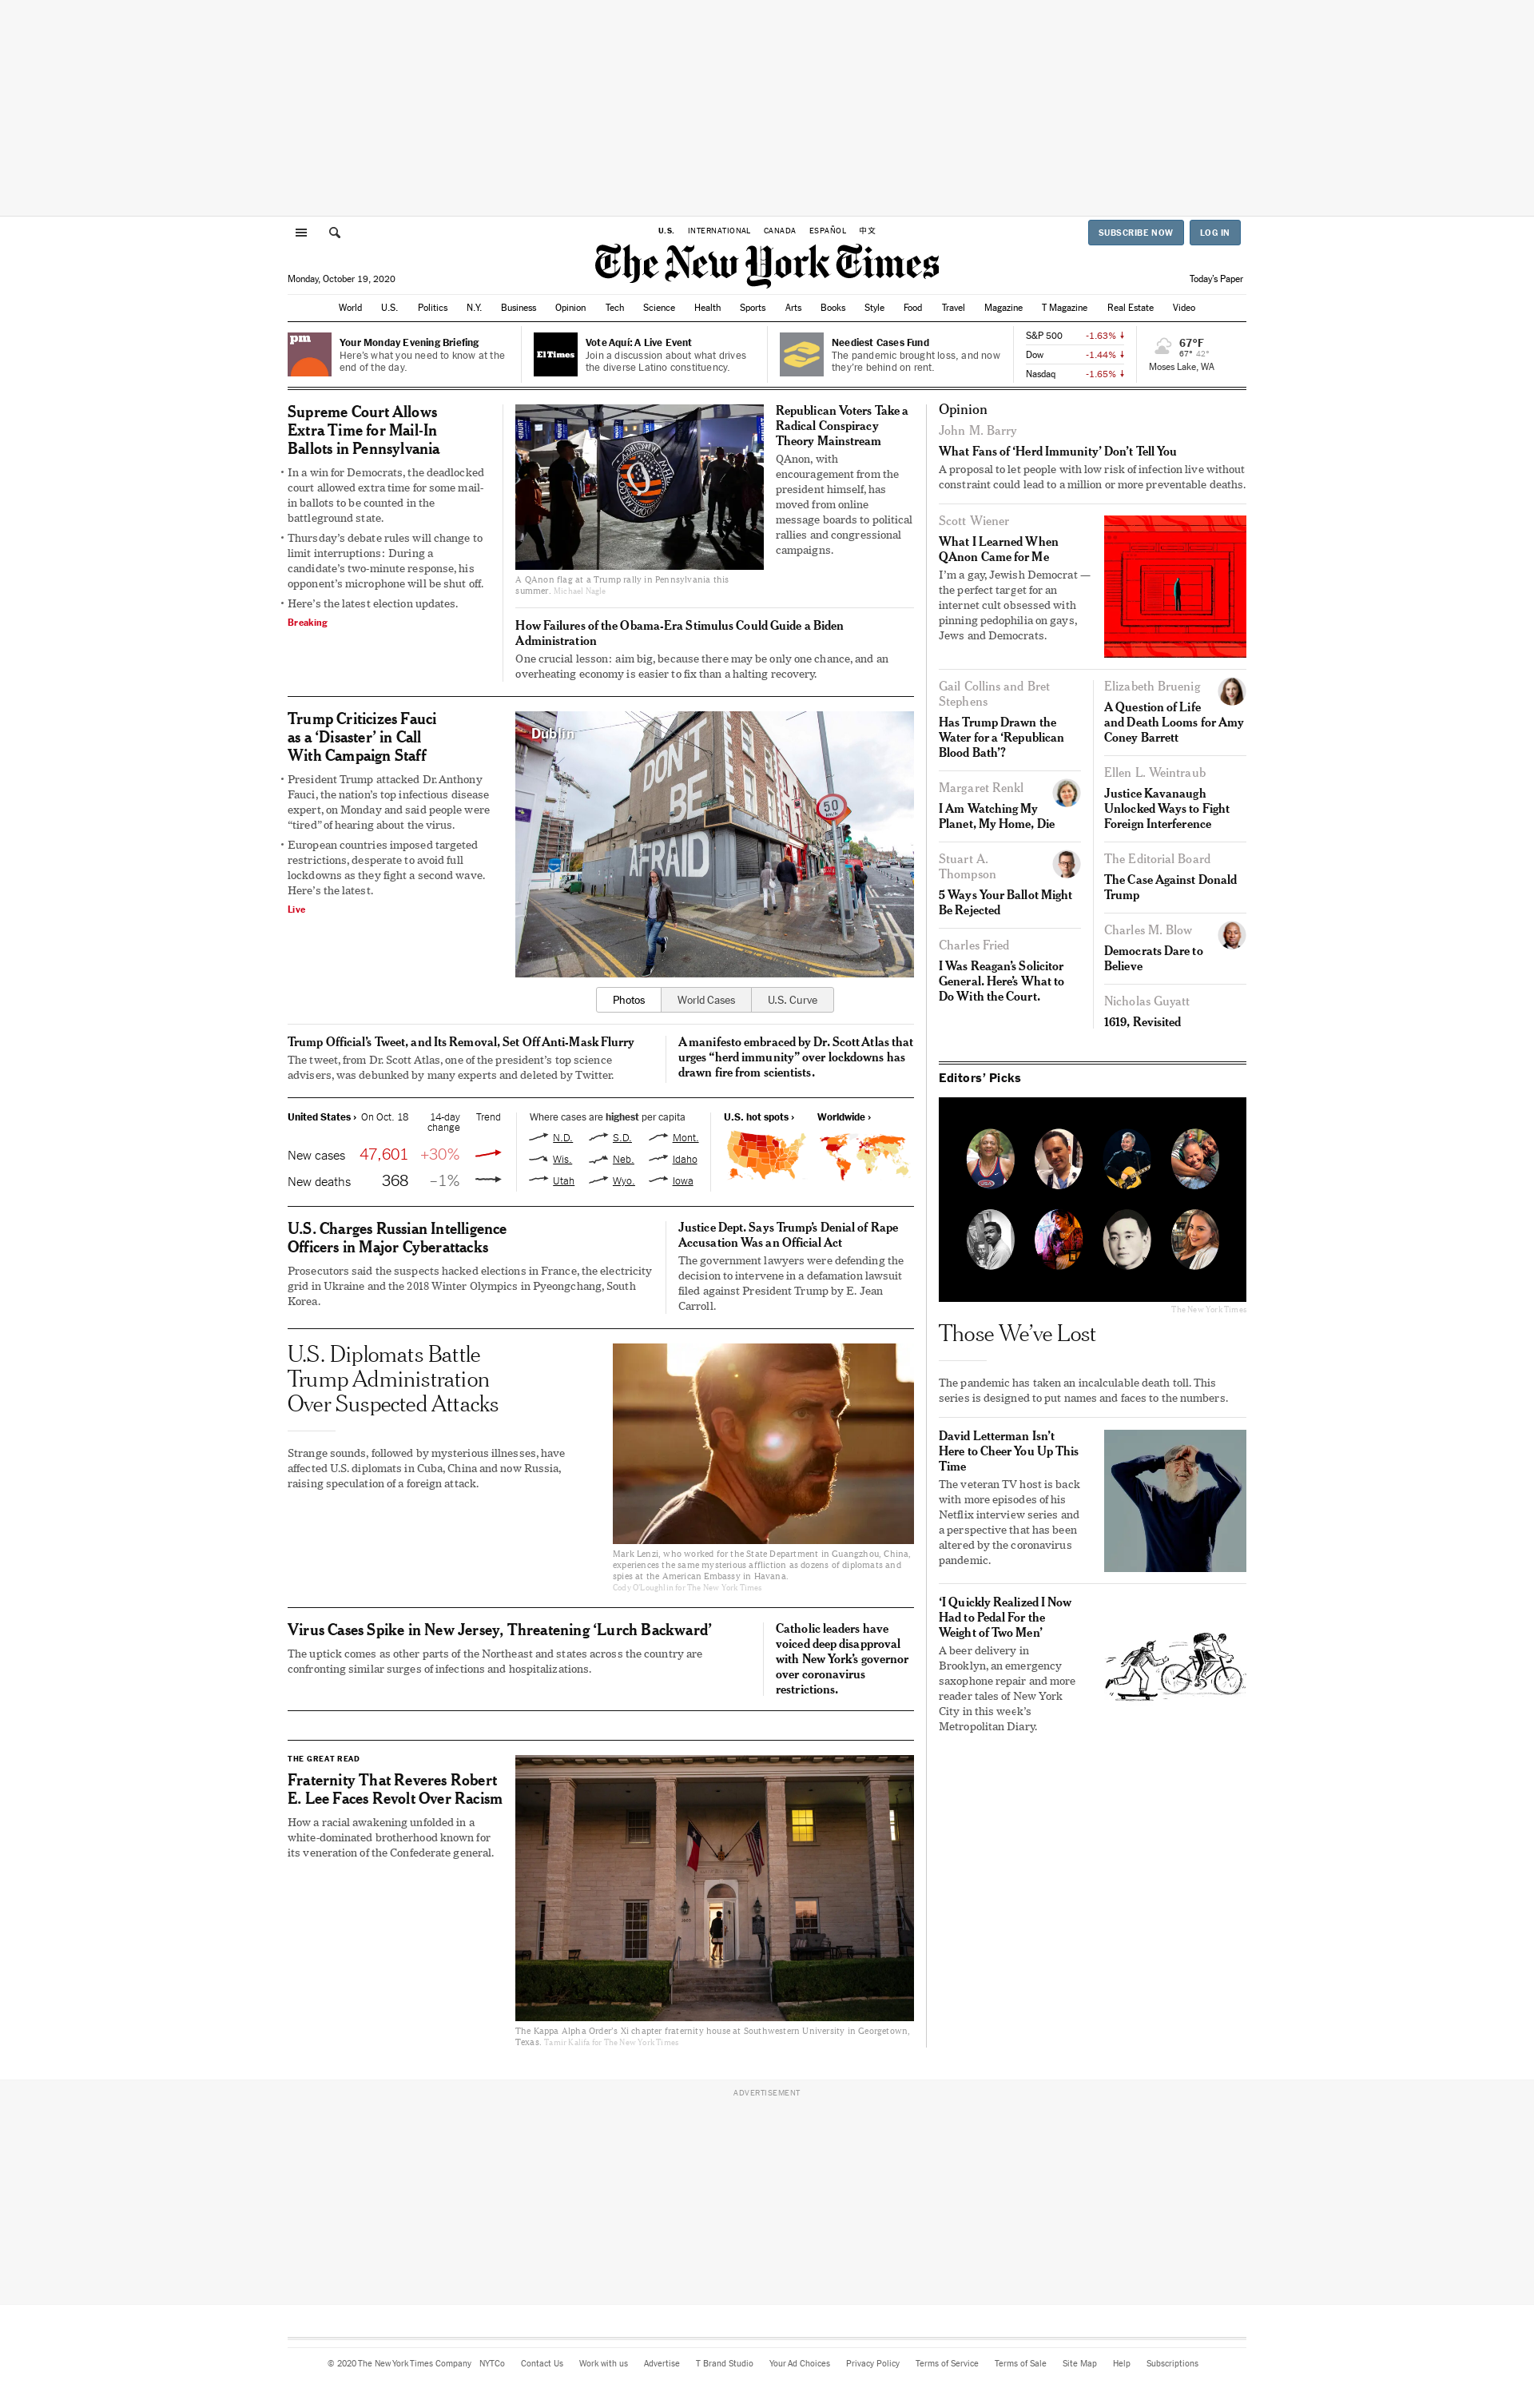 U.S. INTERNATIONAL CANADA ESPAÑOL 中文
SUBSCRIBE NOW LOG IN
The New York Times
Monday, October 19, 2020
Today's Paper
World U.S. Politics N.Y. Business Opinion Tech Science Health Sports Arts Books Style Food Travel Magazine T Magazine Real Estate Video
pm
Your Monday Evening Briefing
Here's what you need to know at the
end of the day.
El Times
Vote Aquí: A Live Event
Join a discussion about what drives
the diverse Latino constituency.
Neediest Cases Fund
The pandemic brought loss, and now
they're behind on rent.
S&P 500 -1.63%
Dow -1.44%
Nasdaq -1.65%
67°F
67° 42°
Moses Lake, WA
Supreme Court Allows
Extra Time for Mail-In
Ballots in Pennsylvania
• In a win for Democrats, the deadlocked
court allowed extra time for some mail-
in ballots to be counted in the
battleground state.
• Thursday's debate rules will change to
limit interruptions: During a
candidate's two-minute response, his
opponent's microphone will be shut off.
• Here's the latest election updates.
Breaking
A QAnon flag at a Trump rally in Pennsylvania this
summer. Michael Nagle
Republican Voters Take a
Radical Conspiracy
Theory Mainstream
QAnon, with
encouragement from the
president himself, has
moved from online
message boards to political
rallies and congressional
campaigns.
How Failures of the Obama-Era Stimulus Could Guide a Biden
Administration
One crucial lesson: aim big, because there may be only one chance, and an
overheating economy is easier to fix than a halting recovery.
Trump Criticizes Fauci
as a ‘Disaster’ in Call
With Campaign Staff
• President Trump attacked Dr. Anthony
Fauci, the nation's top infectious disease
expert, on Monday and said people were
“tired” of hearing about the virus.
• European countries imposed targeted
restrictions, desperate to avoid full
lockdowns as they fight a second wave.
Here's the latest.
Live
Dublin
DON'T
BE
AFRAID
50
Photos World Cases U.S. Curve
Trump Official's Tweet, and Its Removal, Set Off Anti-Mask Flurry
The tweet, from Dr. Scott Atlas, one of the president's top science
advisers, was debunked by many experts and deleted by Twitter.
A manifesto embraced by Dr. Scott Atlas that
urges “herd immunity” over lockdowns has
drawn fire from scientists.
United States › On Oct. 18 14-day Trend
change
New cases 47,601 +30%
New deaths 368 –1%
Where cases are highest per capita
N.D. S.D. Mont.
Wis. Neb. Idaho
Utah Wyo. Iowa
U.S. hot spots › Worldwide ›
U.S. Charges Russian Intelligence
Officers in Major Cyberattacks
Prosecutors said the suspects hacked elections in France, the electricity
grid in Ukraine and the 2018 Winter Olympics in Pyeongchang, South
Korea.
Justice Dept. Says Trump's Denial of Rape
Accusation Was an Official Act
The government lawyers were defending the
decision to intervene in a defamation lawsuit
filed against President Trump by E. Jean
Carroll.
U.S. Diplomats Battle
Trump Administration
Over Suspected Attacks
Strange sounds, followed by mysterious illnesses, have
affected U.S. diplomats in Cuba, China and now Russia,
raising speculation of a foreign attack.
Mark Lenzi, who worked for the State Department in Guangzhou, China,
experiences the same mysterious affliction as dozens of diplomats and
spies at the American Embassy in Havana.
Cody O'Loughlin for The New York Times
Virus Cases Spike in New Jersey, Threatening ‘Lurch Backward’
The uptick comes as other parts of the Northeast and states across the country are
confronting similar surges of infections and hospitalizations.
Catholic leaders have
voiced deep disapproval
with New York's governor
over coronavirus
restrictions.
THE GREAT READ
Fraternity That Reveres Robert
E. Lee Faces Revolt Over Racism
How a racial awakening unfolded in a
white-dominated brotherhood known for
its veneration of the Confederate general.
The Kappa Alpha Order's Xi chapter fraternity house at Southwestern University in Georgetown,
Texas. Tamir Kalifa for The New York Times
Opinion
John M. Barry
What Fans of ‘Herd Immunity’ Don't Tell You
A proposal to let people with low risk of infection live without
constraint could lead to a million or more preventable deaths.
Scott Wiener
What I Learned When
QAnon Came for Me
I'm a gay, Jewish Democrat —
the perfect target for an
internet cult obsessed with
pinning pedophilia on gays,
Jews and Democrats.
Gail Collins and Bret
Stephens
Has Trump Drawn the
Water for a ‘Republican
Blood Bath’?
Margaret Renkl
I Am Watching My
Planet, My Home, Die
Stuart A.
Thompson
5 Ways Your Ballot Might
Be Rejected
Charles Fried
I Was Reagan's Solicitor
General. Here's What to
Do With the Court.
Elizabeth Bruenig
A Question of Life
and Death Looms for Amy
Coney Barrett
Ellen L. Weintraub
Justice Kavanaugh
Unlocked Ways to Fight
Foreign Interference
The Editorial Board
The Case Against Donald
Trump
Charles M. Blow
Democrats Dare to
Believe
Nicholas Guyatt
1619, Revisited
Editors' Picks
The New York Times
Those We've Lost
The pandemic has taken an incalculable death toll. This
series is designed to put names and faces to the numbers.
David Letterman Isn't
Here to Cheer You Up This
Time
The veteran TV host is back
with more episodes of his
Netflix interview series and
a perspective that has been
altered by the coronavirus
pandemic.
‘I Quickly Realized I Now
Had to Pedal For the
Weight of Two Men’
A beer delivery in
Brooklyn, an emergency
saxophone repair and more
reader tales of New York
City in this week's
Metropolitan Diary.
ADVERTISEMENT
© 2020 The New York Times Company NYTCo Contact Us Work with us Advertise T Brand Studio Your Ad Choices Privacy Policy Terms of Service Terms of Sale Site Map Help Subscriptions